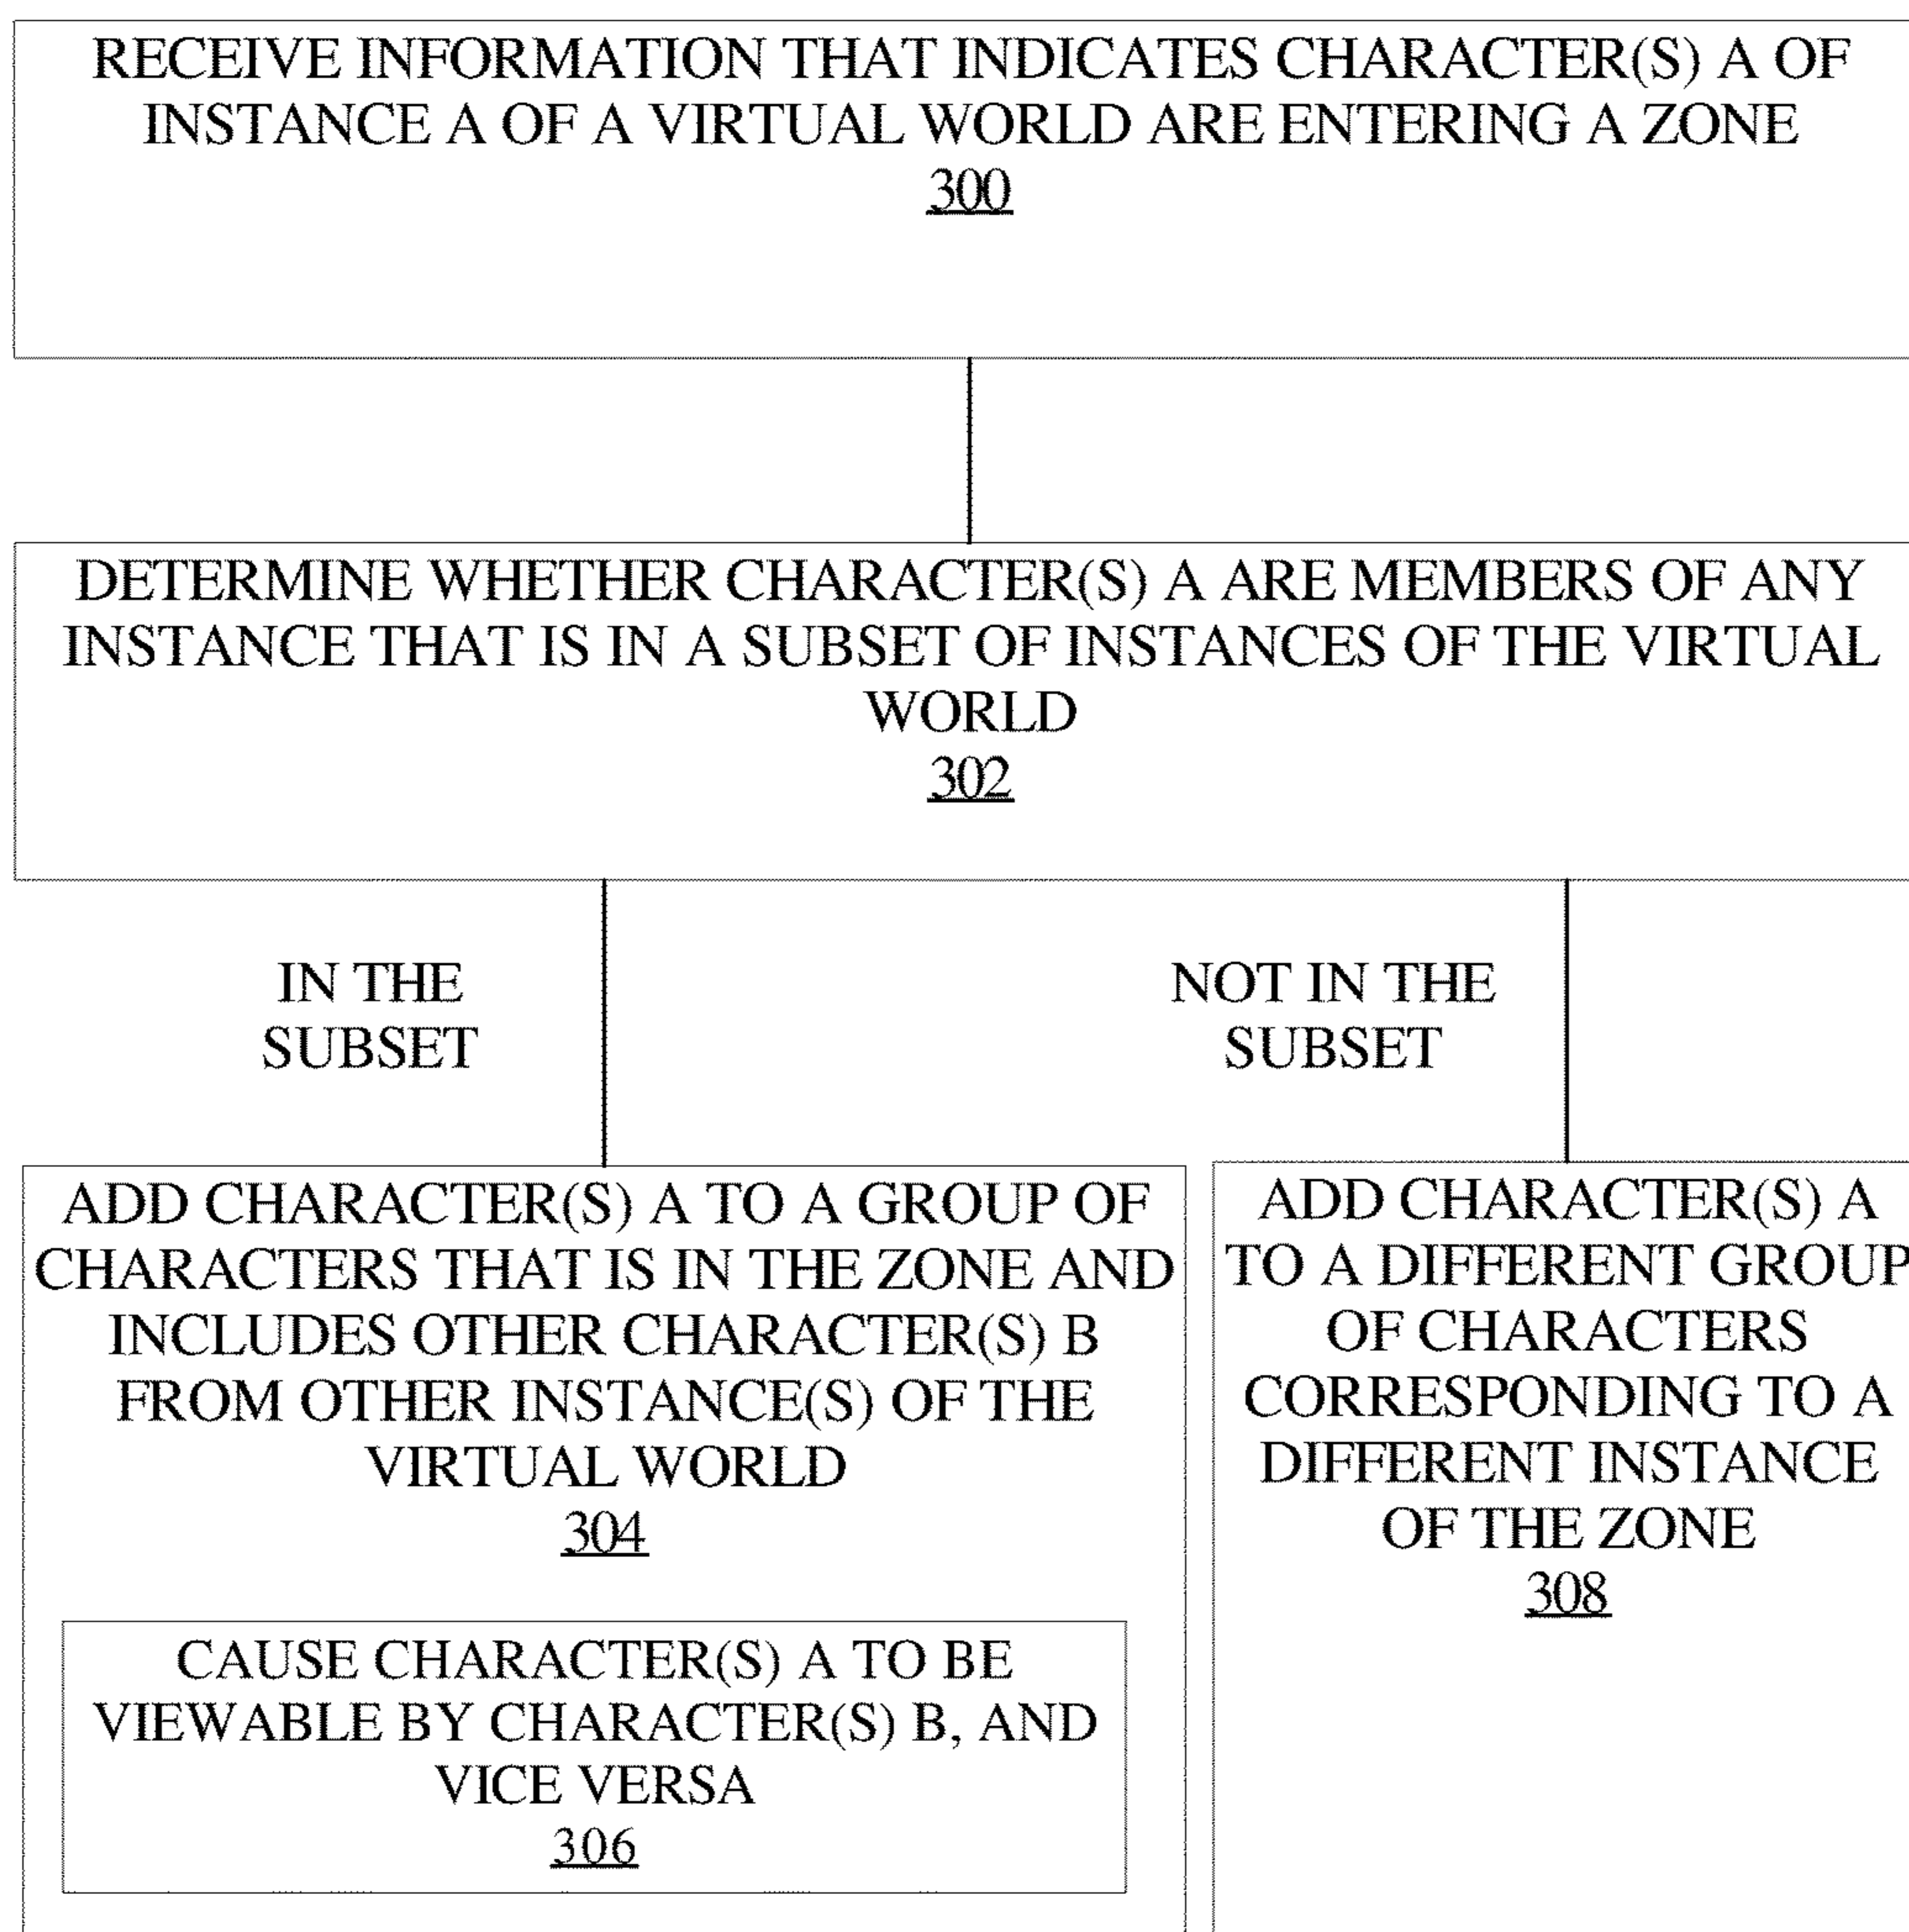 RECEIVE INFORMATION THAT INDICATES CHARACTER(S) A OF
INSTANCE A OF A VIRTUAL WORLD ARE ENTERING A ZONE
300
DETERMINE WHETHER CHARACTER(S) A ARE MEMBERS OF ANY
INSTANCE THAT IS IN A SUBSET OF INSTANCES OF THE VIRTUAL
WORLD
302
IN THE
SUBSET
NOT IN THE
SUBSET
ADD CHARACTER(S) A TO A GROUP OF
CHARACTERS THAT IS IN THE ZONE AND
INCLUDES OTHER CHARACTER(S) B
FROM OTHER INSTANCE(S) OF THE
VIRTUAL WORLD
304
CAUSE CHARACTER(S) A TO BE
VIEWABLE BY CHARACTER(S) B, AND
VICE VERSA
306
ADD CHARACTER(S) A
TO A DIFFERENT GROUP
OF CHARACTERS
CORRESPONDING TO A
DIFFERENT INSTANCE
OF THE ZONE
308